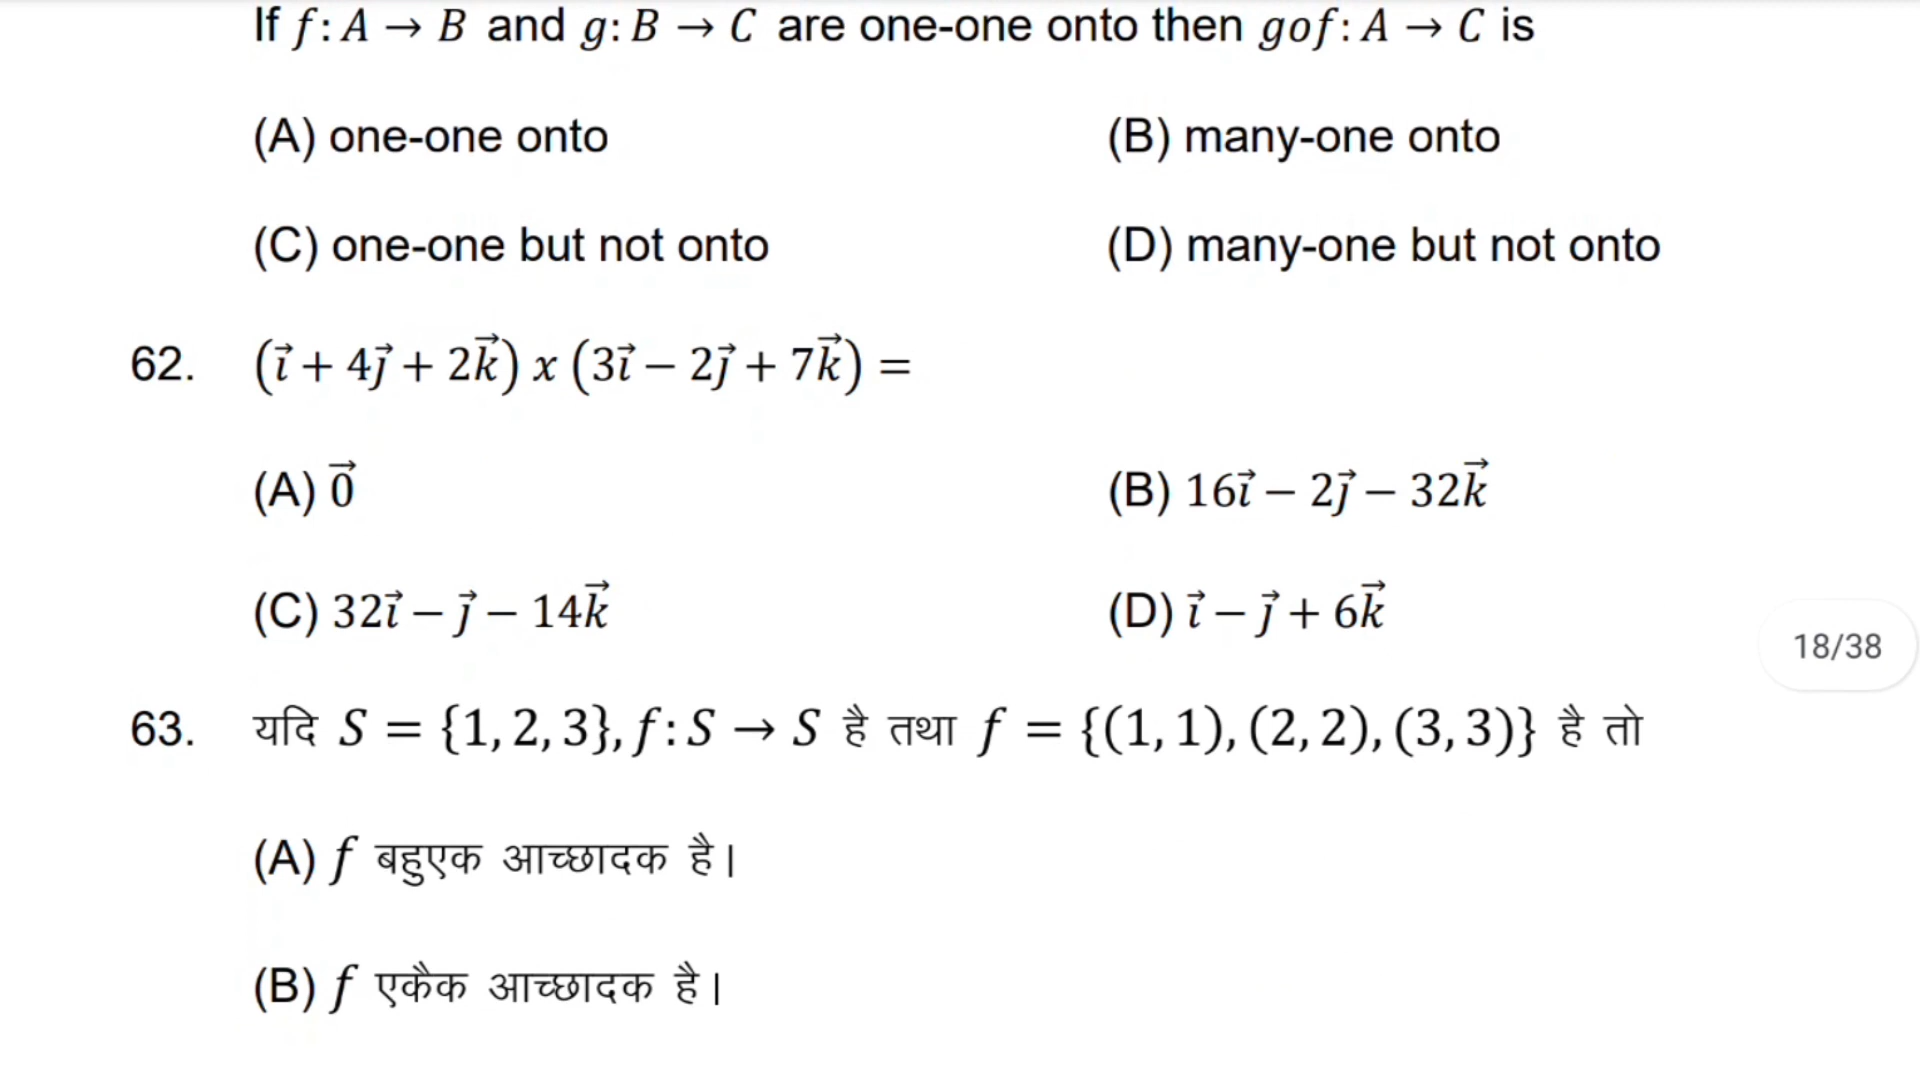 If f: A → B and g: B → C are one-one onto then gof: A → C is
(A) one-one onto (B) many-one onto
(C) one-one but not onto (D) many-one but not onto
62. (i⃗ + 4j⃗ + 2k⃗) x (3i⃗ − 2j⃗ + 7k⃗) =
(A) 0⃗ (B) 16i⃗ − 2j⃗ − 32k⃗
(C) 32i⃗ − j⃗ − 14k⃗ (D) i⃗ − j⃗ + 6k⃗
18/38
63. यदि S = {1, 2, 3}, f: S → S है तथा f = {(1, 1), (2, 2), (3, 3)} है तो
(A) f बहुएक आच्छादक है।
(B) f एकैक आच्छादक है।